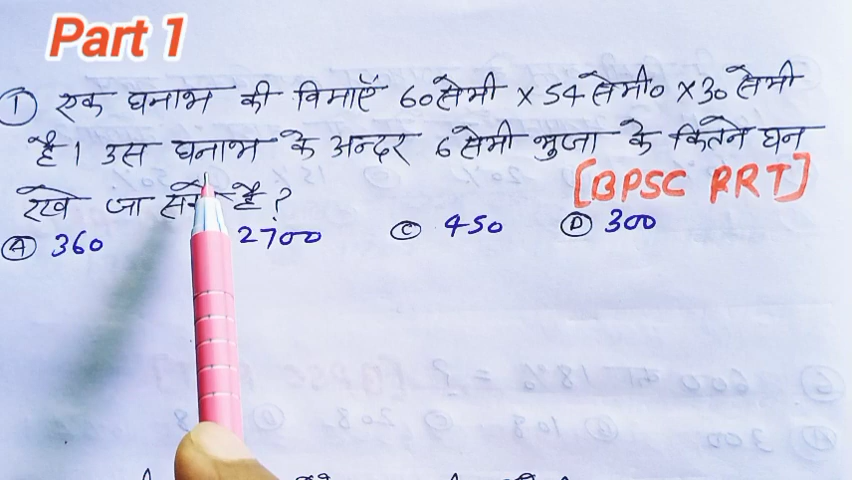 Part 1
① एक घनाभ की विमाएँ 60 सेमी × 54 सेमी० × 30 सेमी
है। उस घनाभ के अन्दर 6 सेमी भुजा के कितने घन
रखे जा है?
[BPSC PRT]
Ⓐ 360 2700 Ⓒ 450 Ⓓ 300